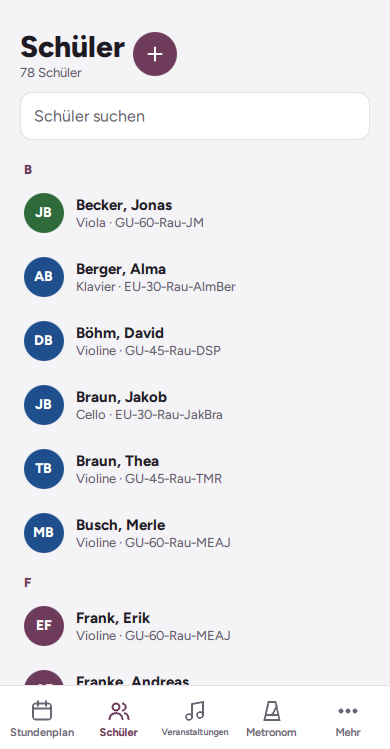 Schüler
78 Schüler
Schüler suchen
B
JB
Becker, Jonas
Viola · GU-60-Rau-JM
AB
Berger, Alma
Klavier · EU-30-Rau-AlmBer
DB
Böhm, David
Violine · GU-45-Rau-DSP
JB
Braun, Jakob
Cello · EU-30-Rau-JakBra
TB
Braun, Thea
Violine · GU-45-Rau-TMR
MB
Busch, Merle
Violine · GU-60-Rau-MEAJ
F
EF
Frank, Erik
Violine · GU-60-Rau-MEAJ
Franke, Andreas
Stundenplan
Schüler
Veranstaltungen
Metronom
Mehr